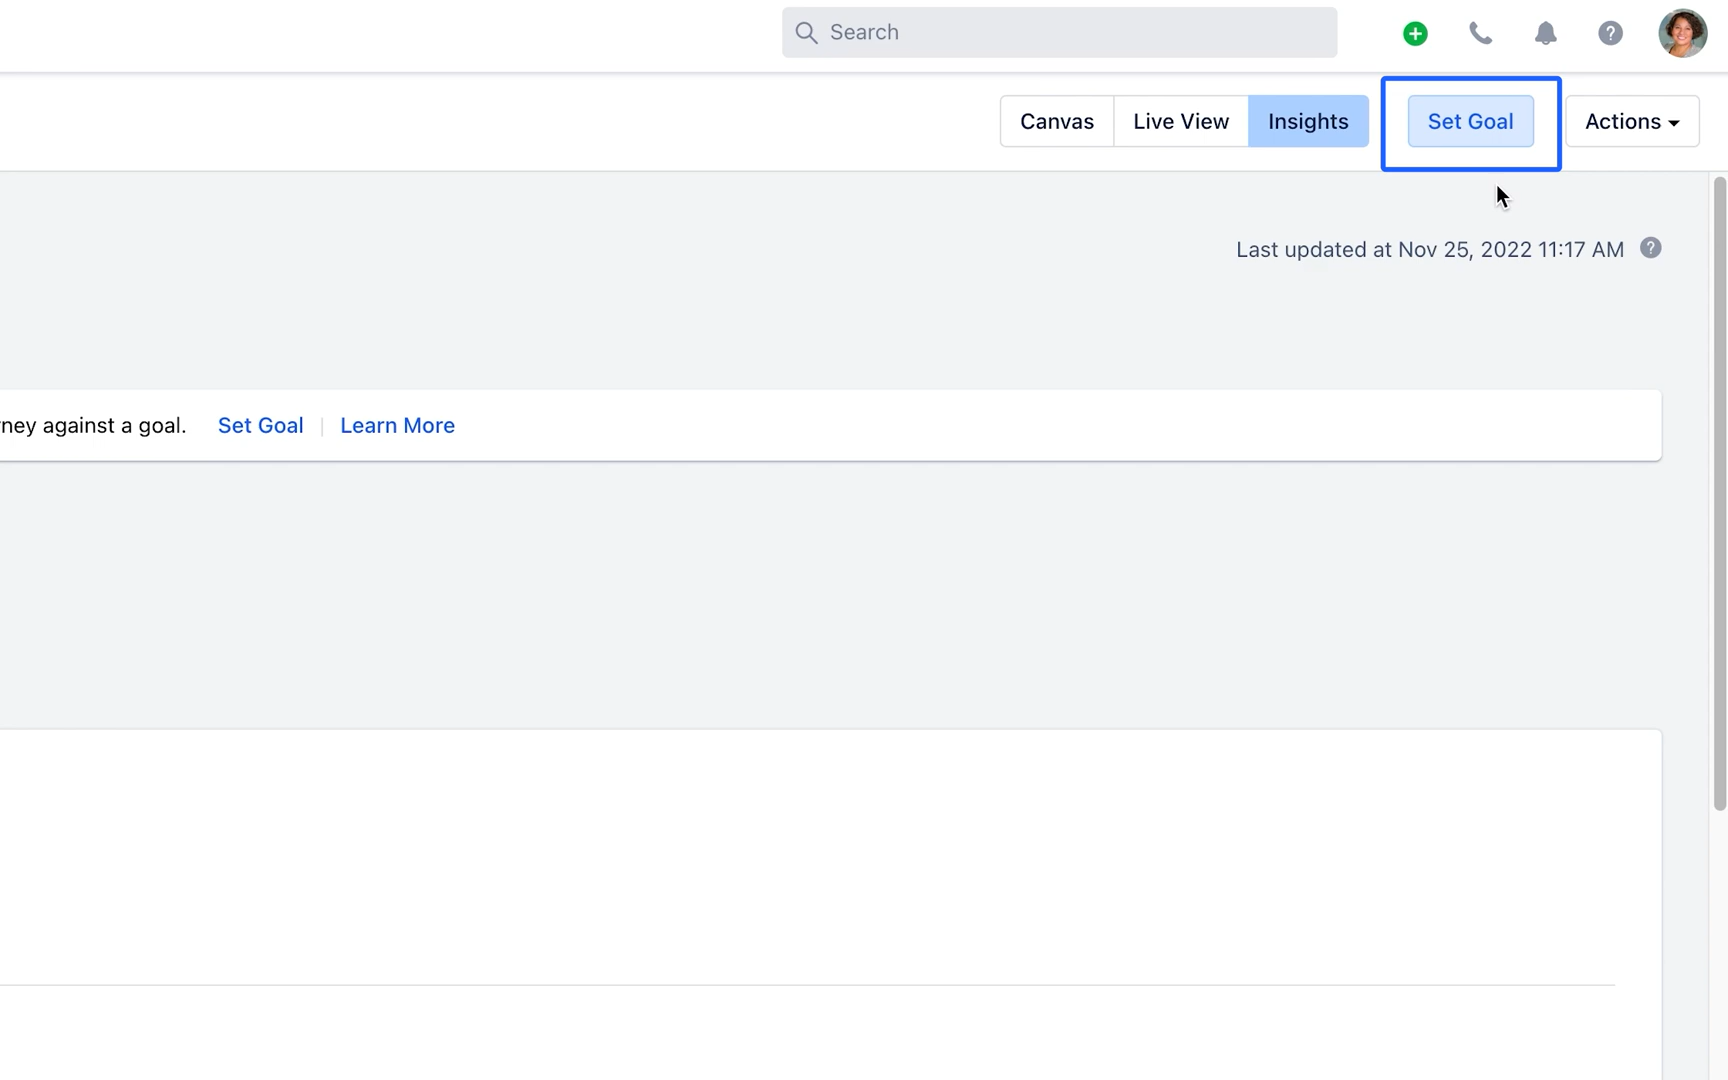 Search
Canvas Live View Insights Set Goal Actions
Last updated at Nov 25, 2022 11:17 AM
against a goal. Set Goal Learn More